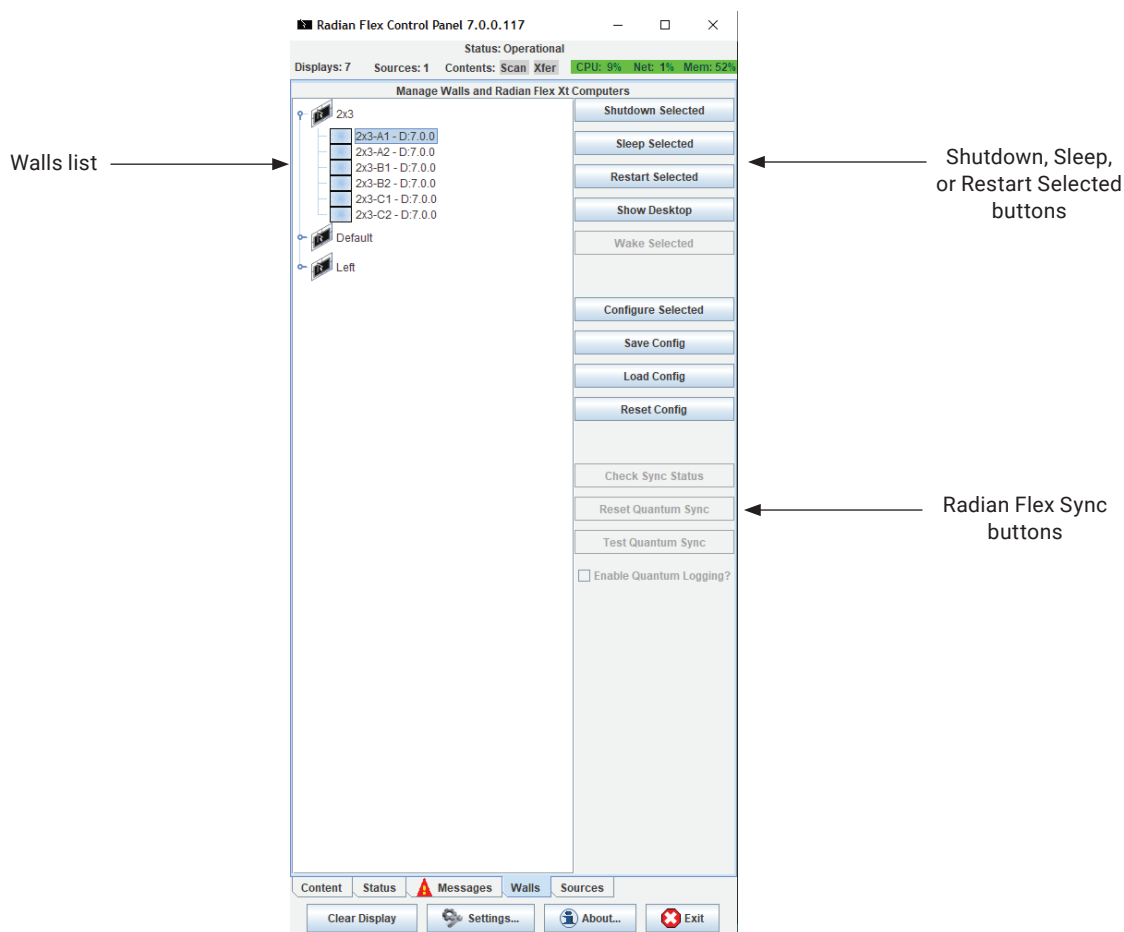 Radian Flex Control Panel 7.0.0.117
Status: Operational
Displays: 7 Sources: 1 Contents: Scan Xfer CPU: 9% Net: 1% Mem: 52%
Manage Walls and Radian Flex Xt Computers
2x3
2x3-A1 - D:7.0.0
2x3-A2 - D:7.0.0
2x3-B1 - D:7.0.0
2x3-B2 - D:7.0.0
2x3-C1 - D:7.0.0
2x3-C2 - D:7.0.0
Default
Left
Shutdown Selected
Sleep Selected
Restart Selected
Show Desktop
Wake Selected
Configure Selected
Save Config
Load Config
Reset Config
Check Sync Status
Reset Quantum Sync
Test Quantum Sync
Enable Quantum Logging?
Content Status Messages Walls Sources
Clear Display Settings... About... Exit
Walls list
Shutdown, Sleep,
or Restart Selected
buttons
Radian Flex Sync
buttons